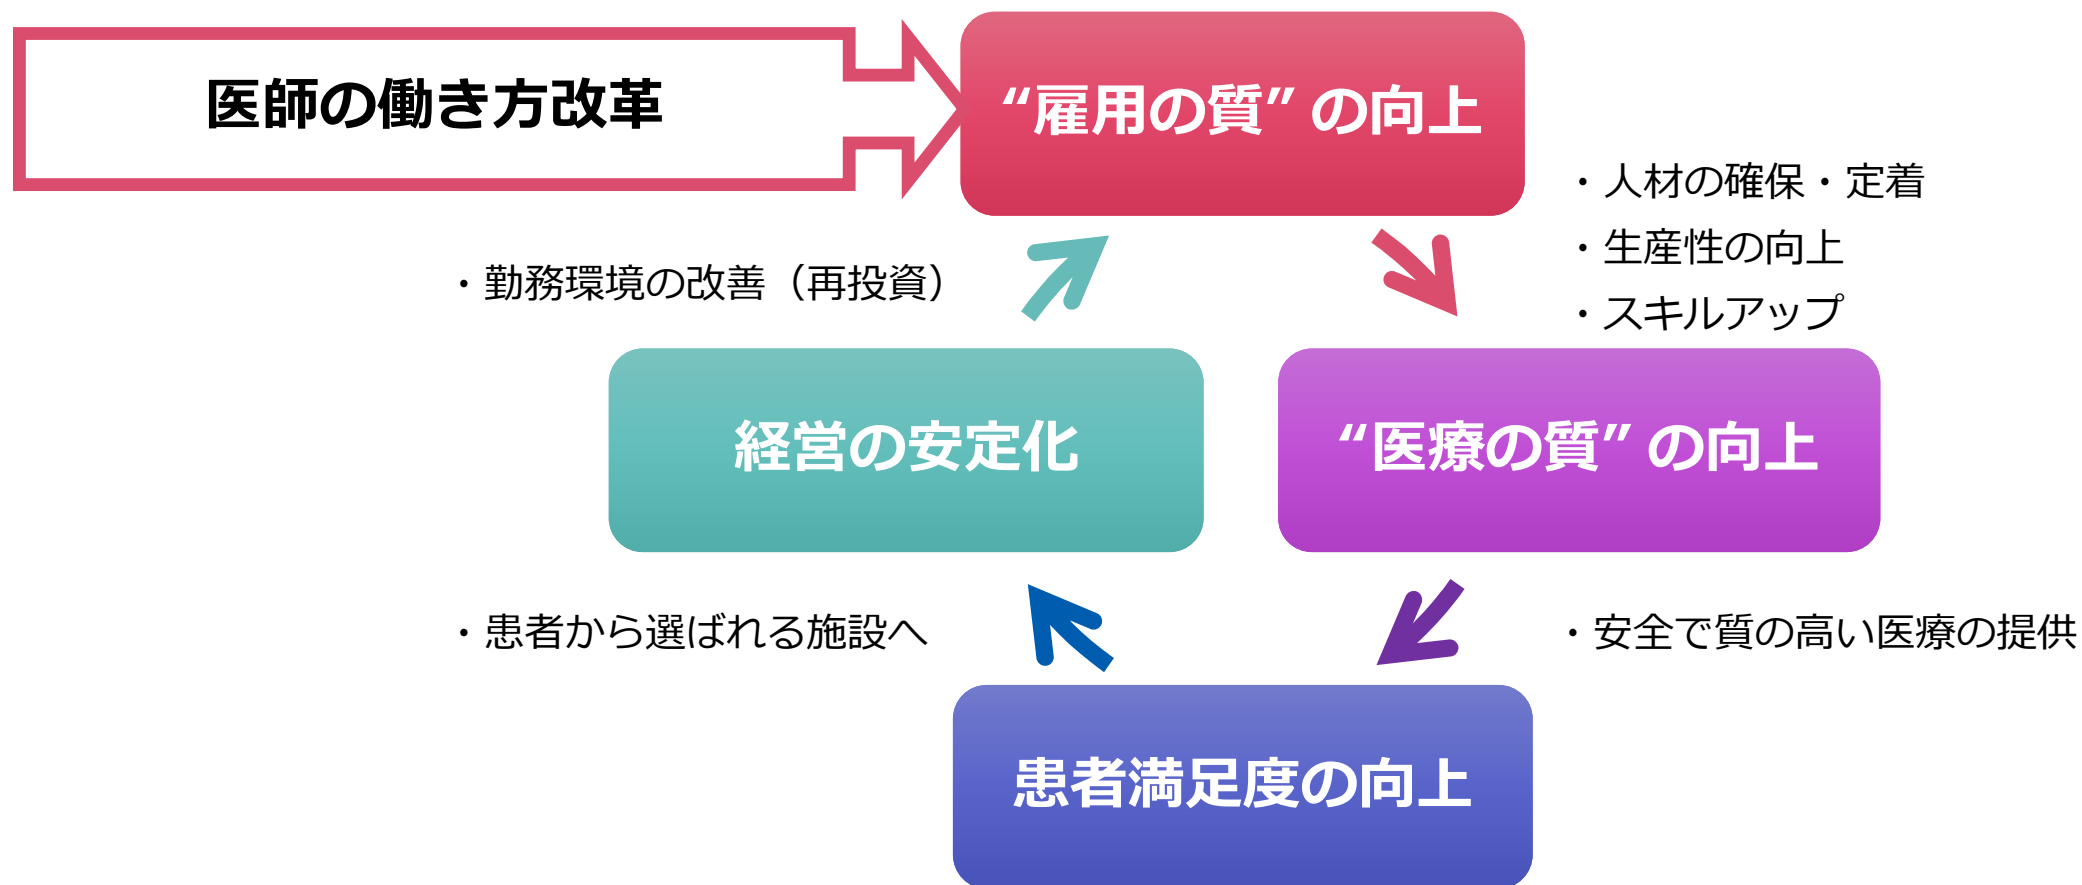 医師の働き方改革
“雇用の質” の向上
・人材の確保・定着
・生産性の向上
・スキルアップ
・勤務環境の改善（再投資）
経営の安定化
“医療の質” の向上
・患者から選ばれる施設へ
・安全で質の高い医療の提供
患者満足度の向上